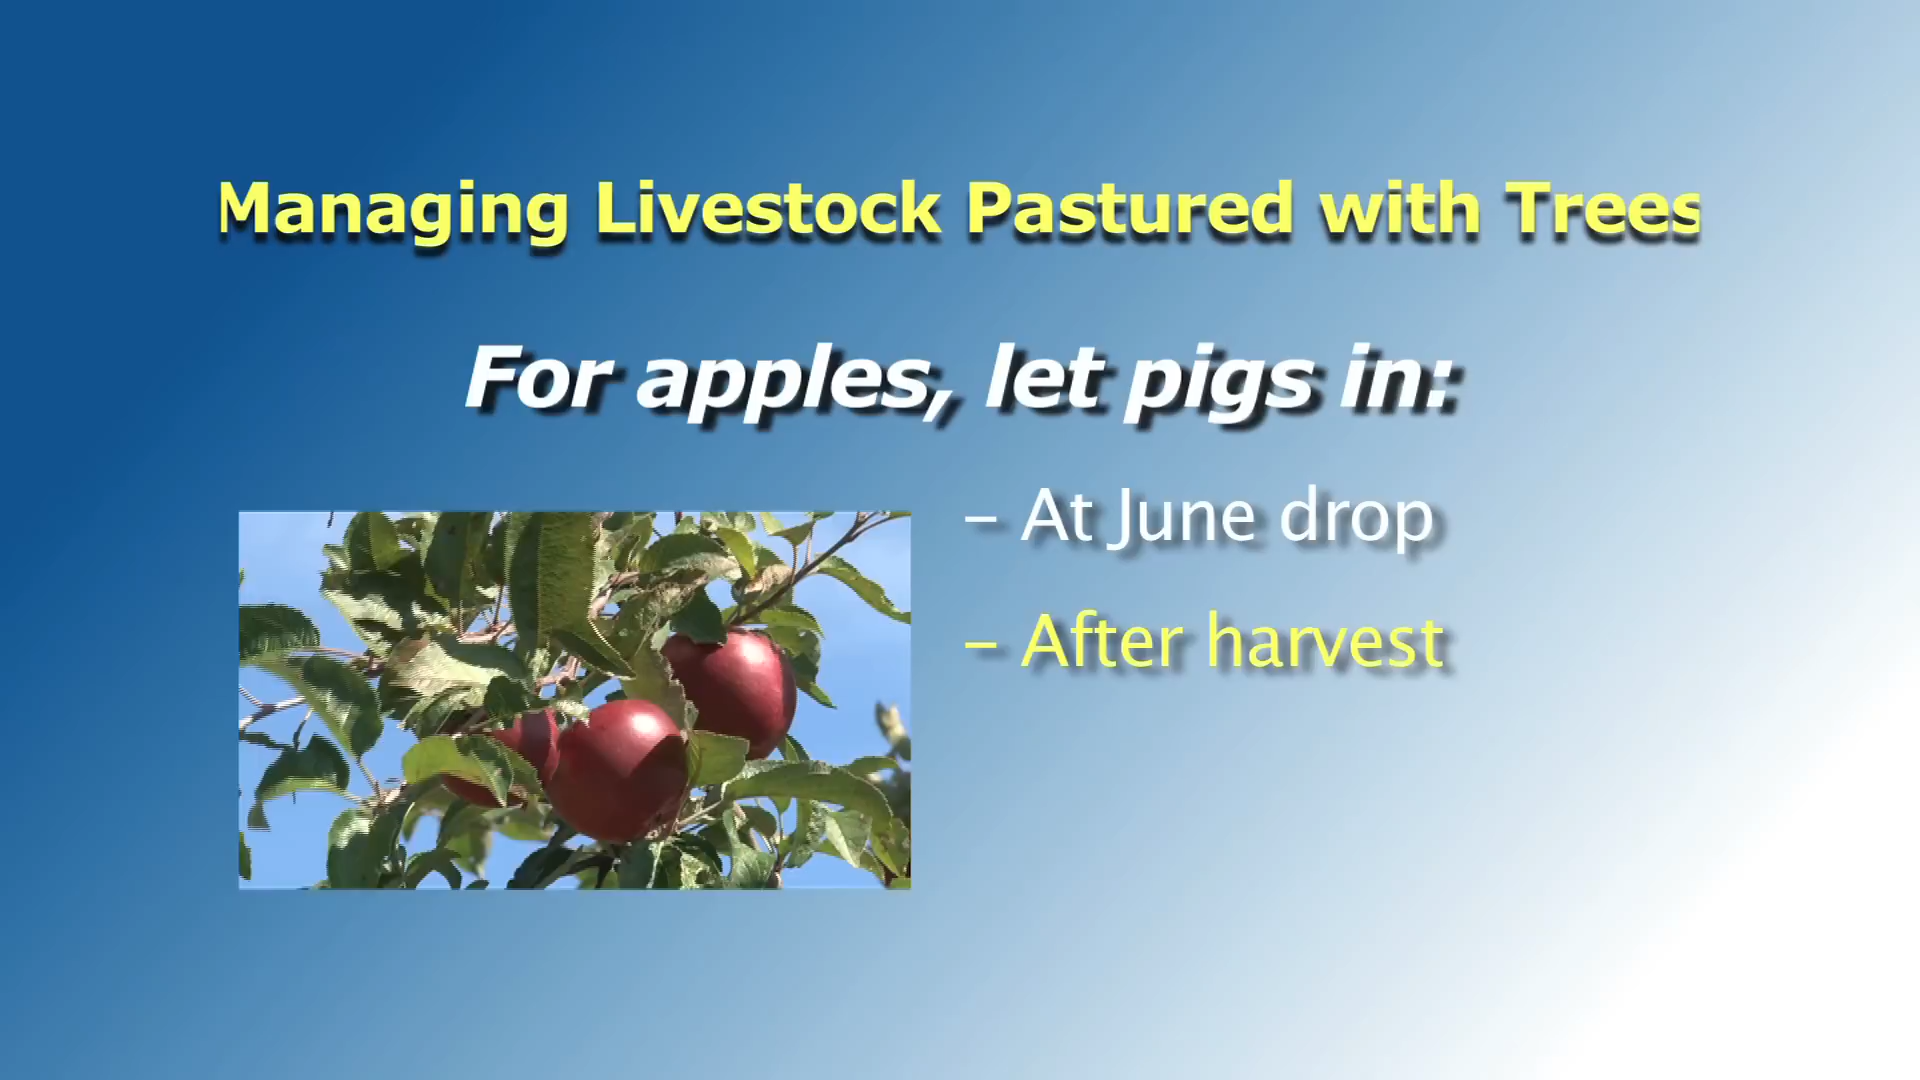 Managing Livestock Pastured with Trees
For apples, let pigs in:
– At June drop
– After harvest